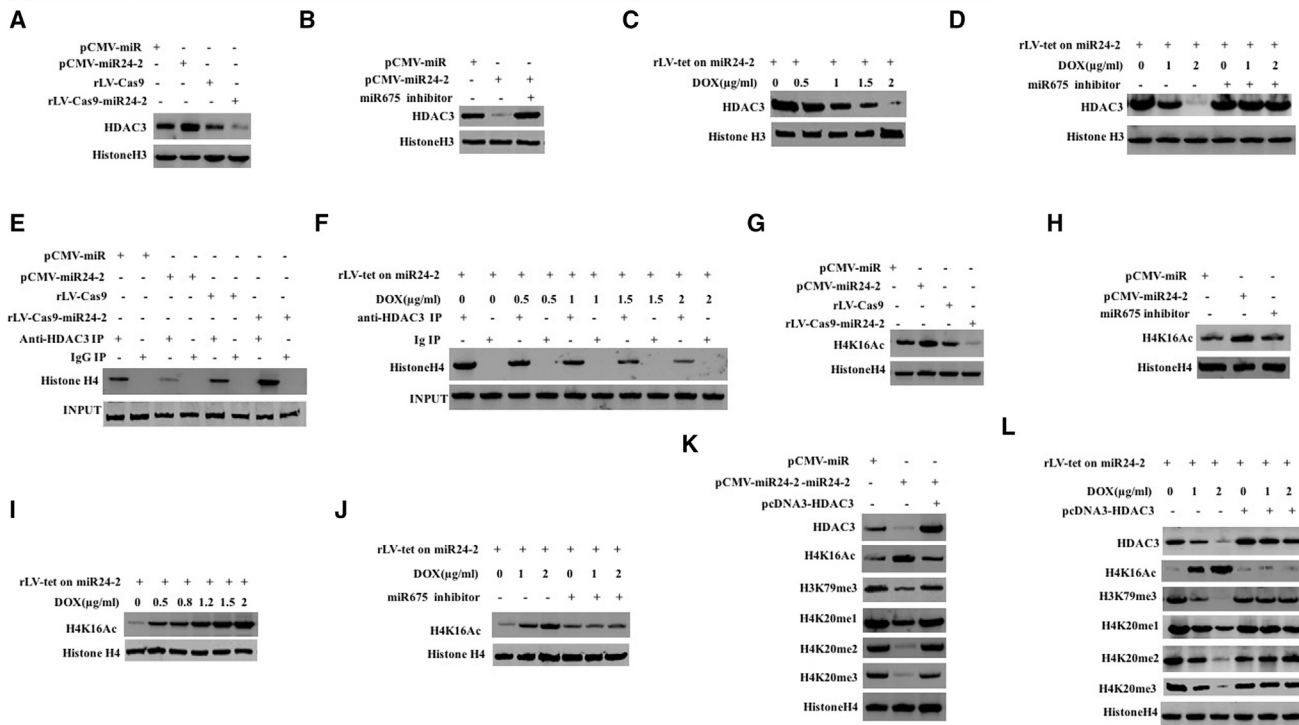 A
pCMV-miR + - - -
pCMV-miR24-2 - + - -
rLV-Cas9 - - + -
rLV-Cas9-miR24-2 - - - +
HDAC3
HistoneH3
B
pCMV-miR + - -
pCMV-miR24-2 - + +
miR675 inhibitor - - +
HDAC3
HistoneH3
C
rLV-tet on miR24-2 + + + + +
DOX(µg/ml) 0 0.5 1 1.5 2
HDAC3
Histone H3
D
rLV-tet on miR24-2 + + + + + +
DOX(µg/ml) 0 1 2 0 1 2
miR675 inhibitor - - - + + +
HDAC3
Histone H3
E
pCMV-miR + + - - - - - -
pCMV-miR24-2 - - + + - - - -
rLV-Cas9 - - - - + + - -
rLV-Cas9-miR24-2 - - - - - - + +
Anti-HDAC3 IP + - + - + - + -
IgG IP - + - + - + - +
Histone H4
INPUT
F
rLV-tet on miR24-2 + + + + + + + + + +
DOX(µg/ml) 0 0 0.5 0.5 1 1 1.5 1.5 2 2
anti-HDAC3 IP + - + - + - + - + -
Ig IP - + - + - + - + - +
HistoneH4
INPUT
G
pCMV-miR + - - -
pCMV-miR24-2 - + - -
rLV-Cas9 - - + -
rLV-Cas9-miR24-2 - - - +
H4K16Ac
HistoneH4
H
pCMV-miR + - -
pCMV-miR24-2 - + +
miR675 inhibitor - - +
H4K16Ac
HistoneH4
I
rLV-tet on miR24-2 + + + + + +
DOX(µg/ml) 0 0.5 0.8 1.2 1.5 2
H4K16Ac
Histone H4
J
rLV-tet on miR24-2 + + + + + +
DOX(µg/ml) 0 1 2 0 1 2
miR675 inhibitor - - - + + +
H4K16Ac
Histone H4
K
pCMV-miR + - -
pCMV-miR24-2 -miR24-2 - + +
pcDNA3-HDAC3 - - +
HDAC3
H4K16Ac
H3K79me3
H4K20me1
H4K20me2
H4K20me3
HistoneH4
L
rLV-tet on miR24-2 + + + + + +
DOX(µg/ml) 0 1 2 0 1 2
pcDNA3-HDAC3 - - - + + +
HDAC3
H4K16Ac
H3K79me3
H4K20me1
H4K20me2
H4K20me3
HistoneH4